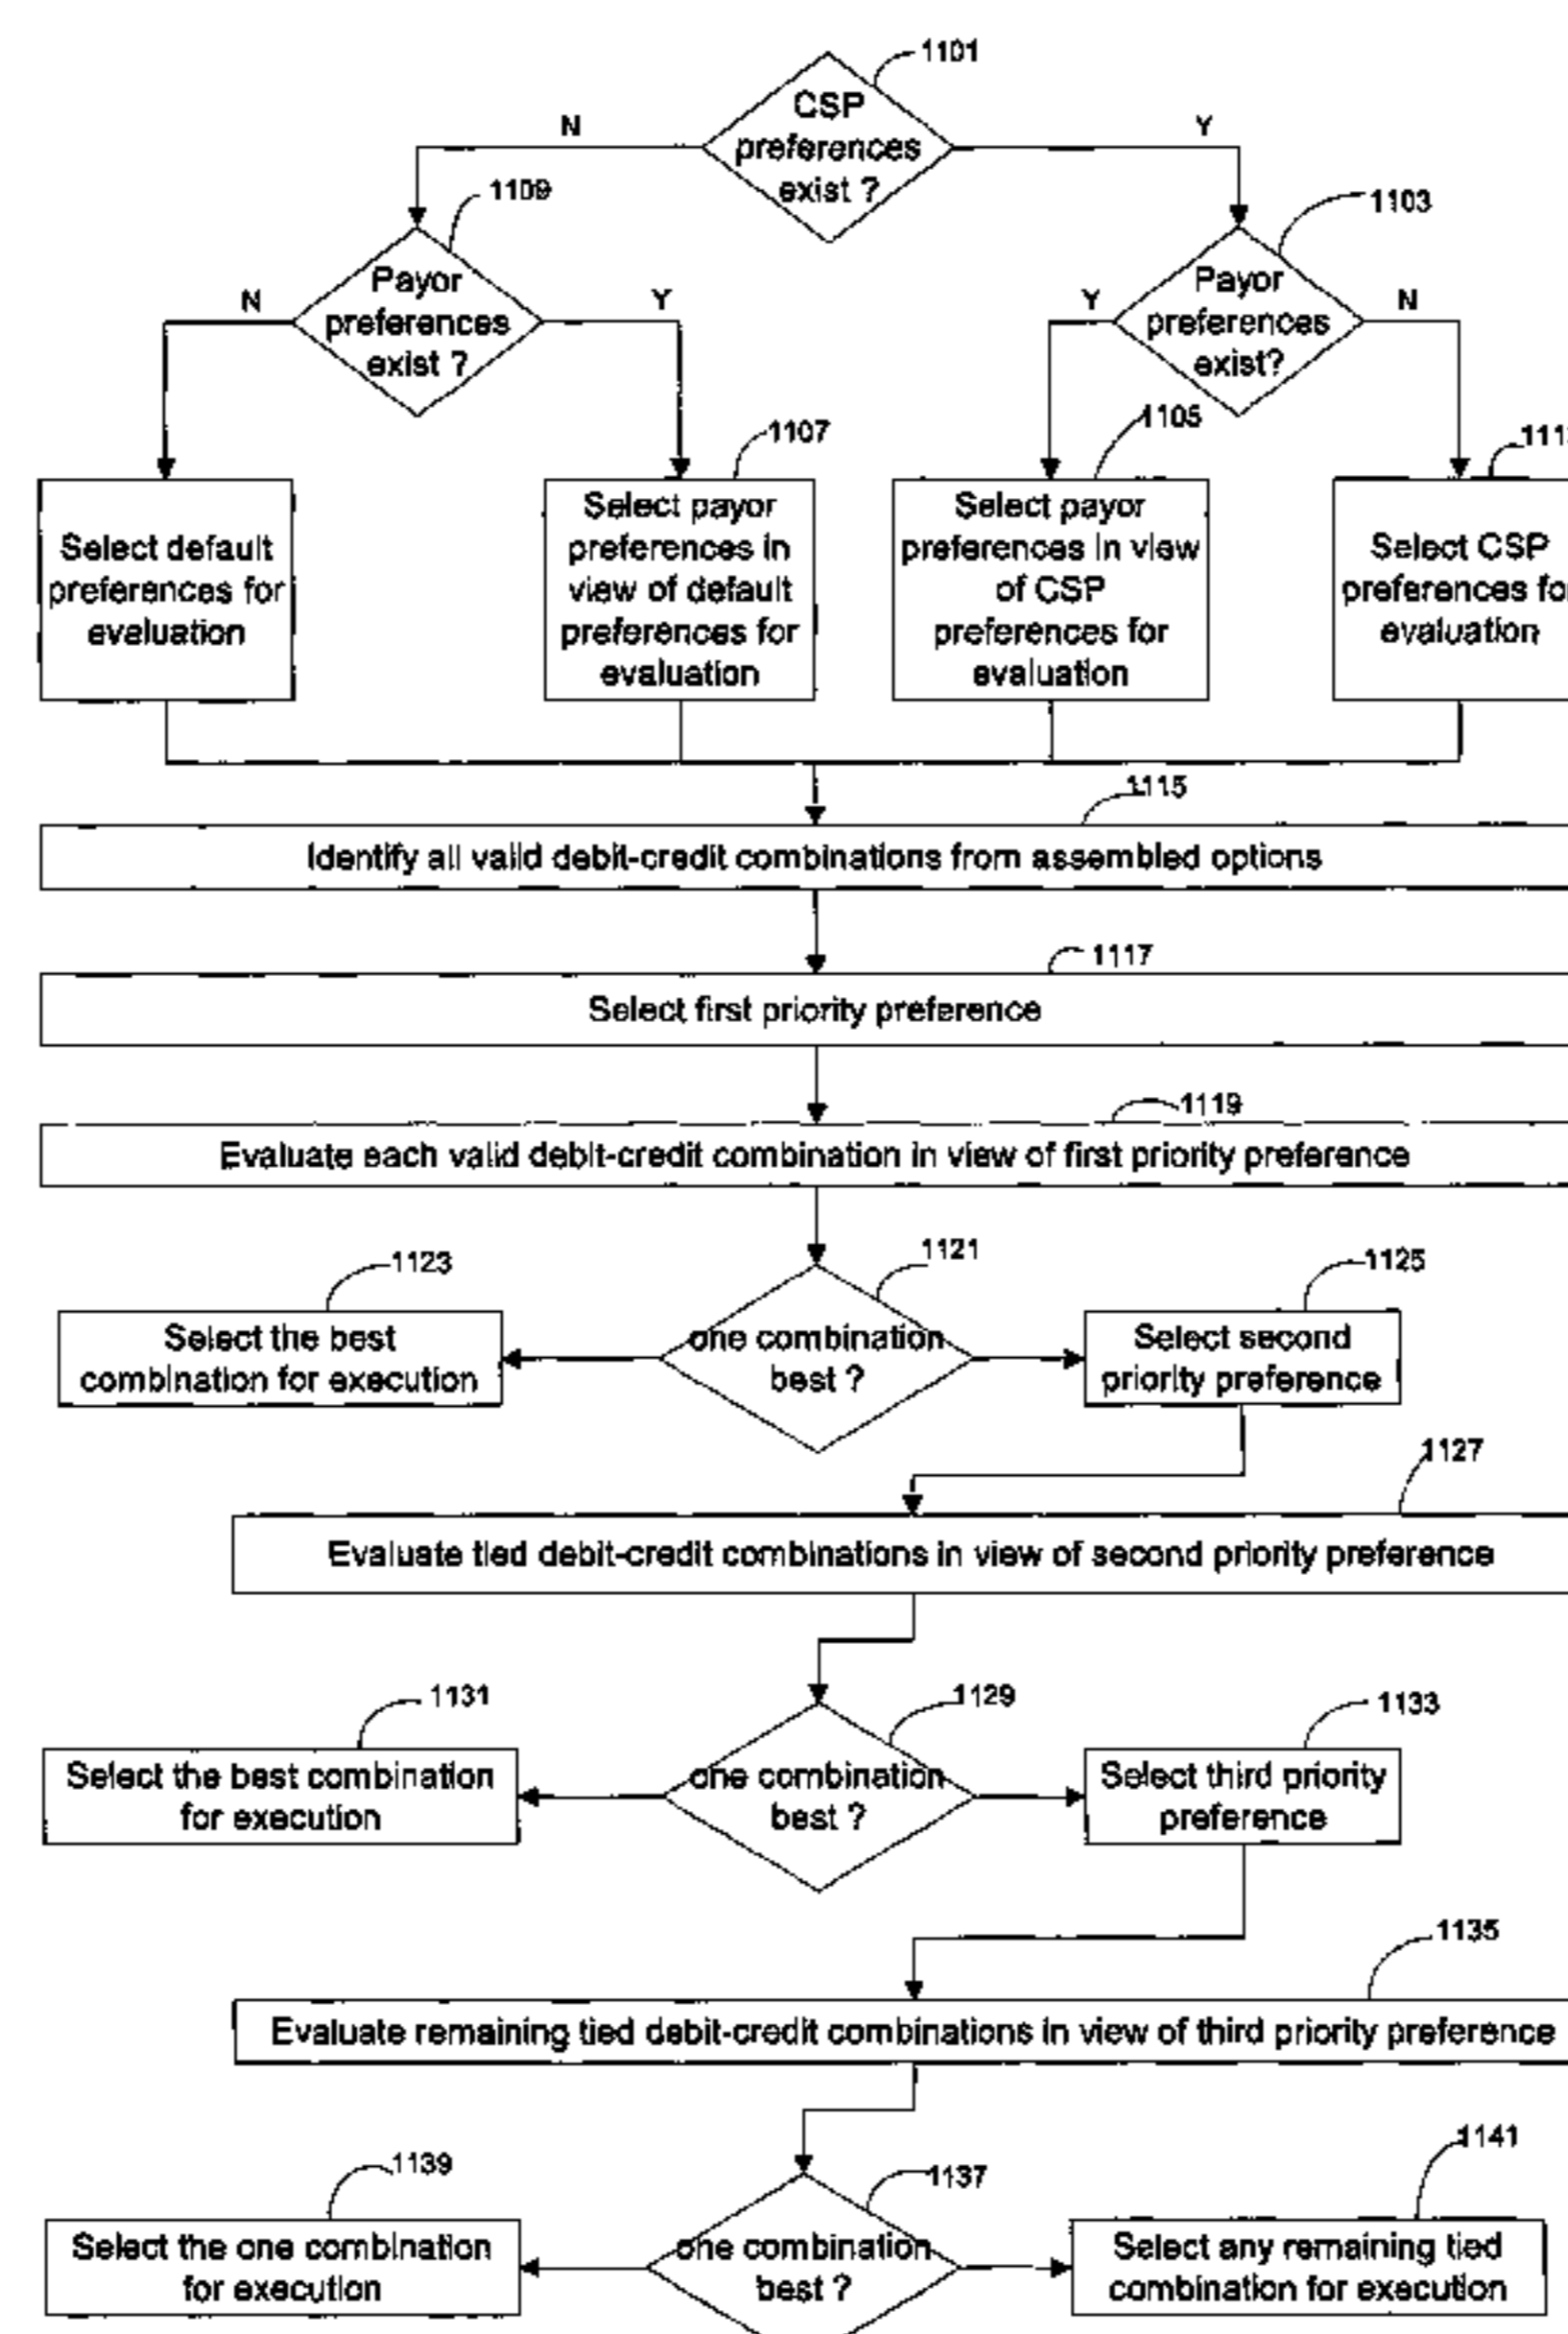 1101
CSP
preferences
exist ?
N
Y
1109
Payor
preferences
exist ?
N
Y
1103
Payor
preferences
exist?
Y
N
Select default
preferences for
evaluation
1107
Select payor
preferences in
view of default
preferences for
evaluation
1105
Select payor
preferences in view
of CSP
preferences for
evaluation
Select CSP
preferences
evaluation
1115
Identify all valid debit-credit combinations from assembled options
1117
Select first priority preference
1119
Evaluate each valid debit-credit combination in view of first priority preference
1123
Select the best
combination for execution
1121
one combination
best ?
1125
Select second
priority preference
1127
Evaluate tied debit-credit combinations in view of second priority preference
1131
Select the best combination
for execution
1129
one combination
best ?
1133
Select third priority
preference
1135
Evaluate remaining tied debit-credit combinations in view of third priority preference
1139
Select the one combination
for execution
1137
one combination
best ?
1141
Select any remaining tied
combination for execution